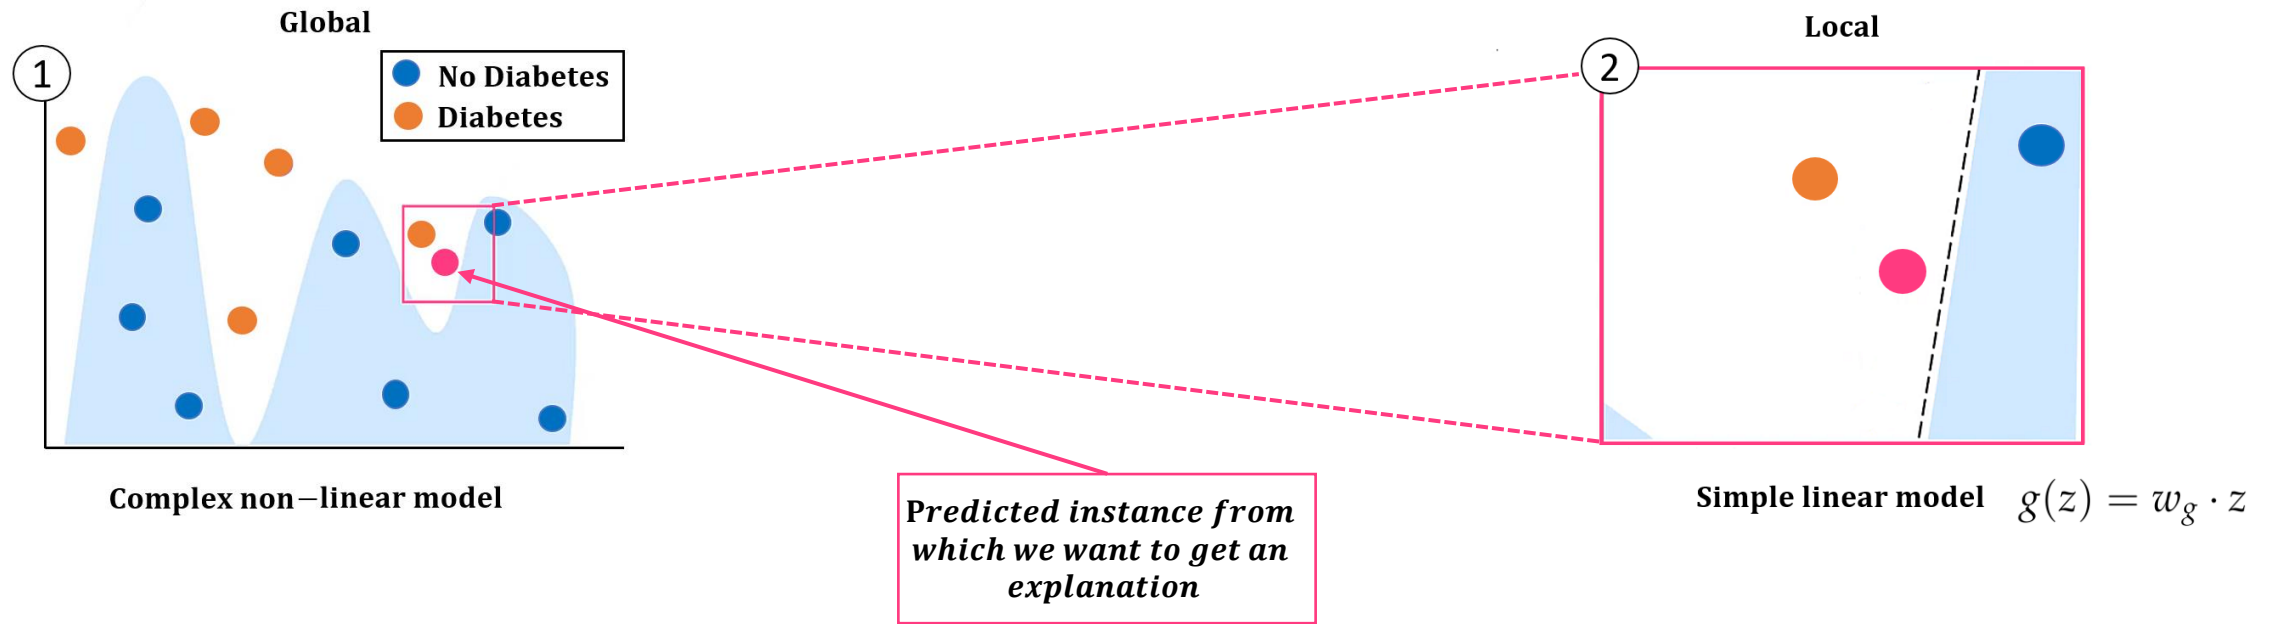 Global
1
No Diabetes
Diabetes
Complex non–linear model
Predicted instance from
which we want to get an
explanation
Local
2
Simple linear model g(z) = w_g · z